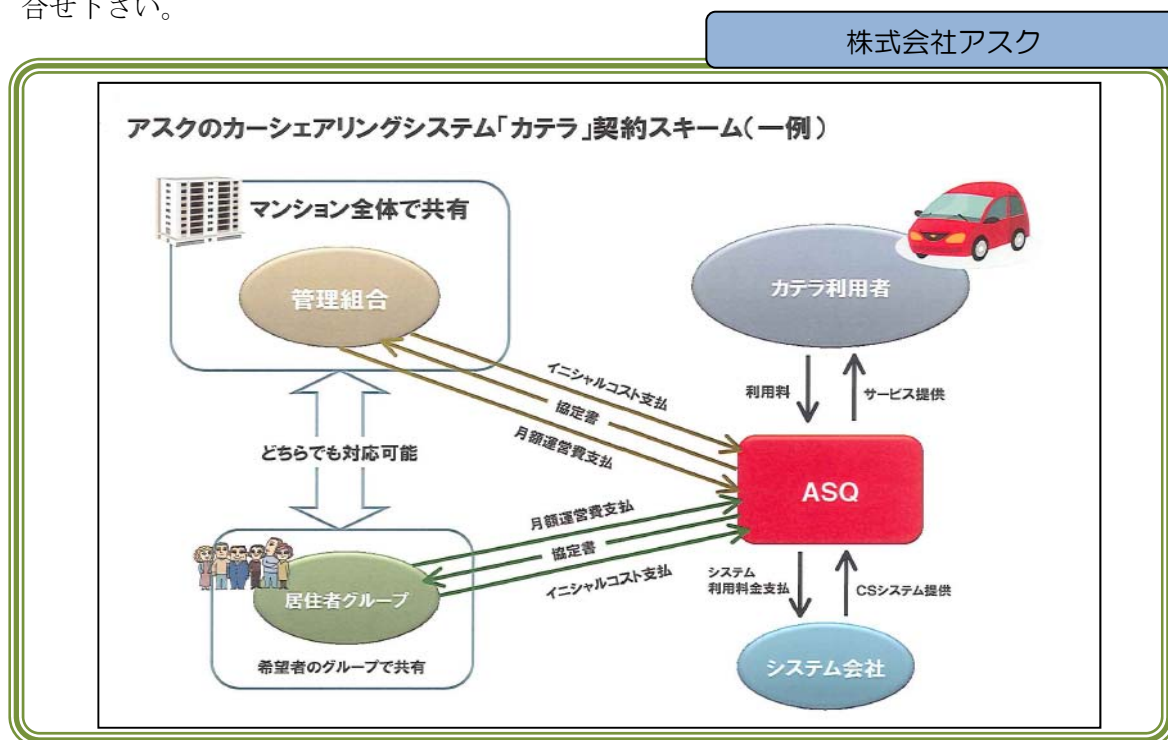 合せ下さい。
株式会社アスク
アスクのカーシェアリングシステム「カテラ」契約スキーム(一例)
マンション全体で共有
管理組合
カテラ利用者
イニシャルコスト支払
協定書
月額運営費支払
利用料
サービス提供
どちらでも対応可能
ASQ
月額運営費支払
協定書
イニシャルコスト支払
システム
利用料金支払
CSシステム提供
居住者グループ
希望者のグループで共有
システム会社